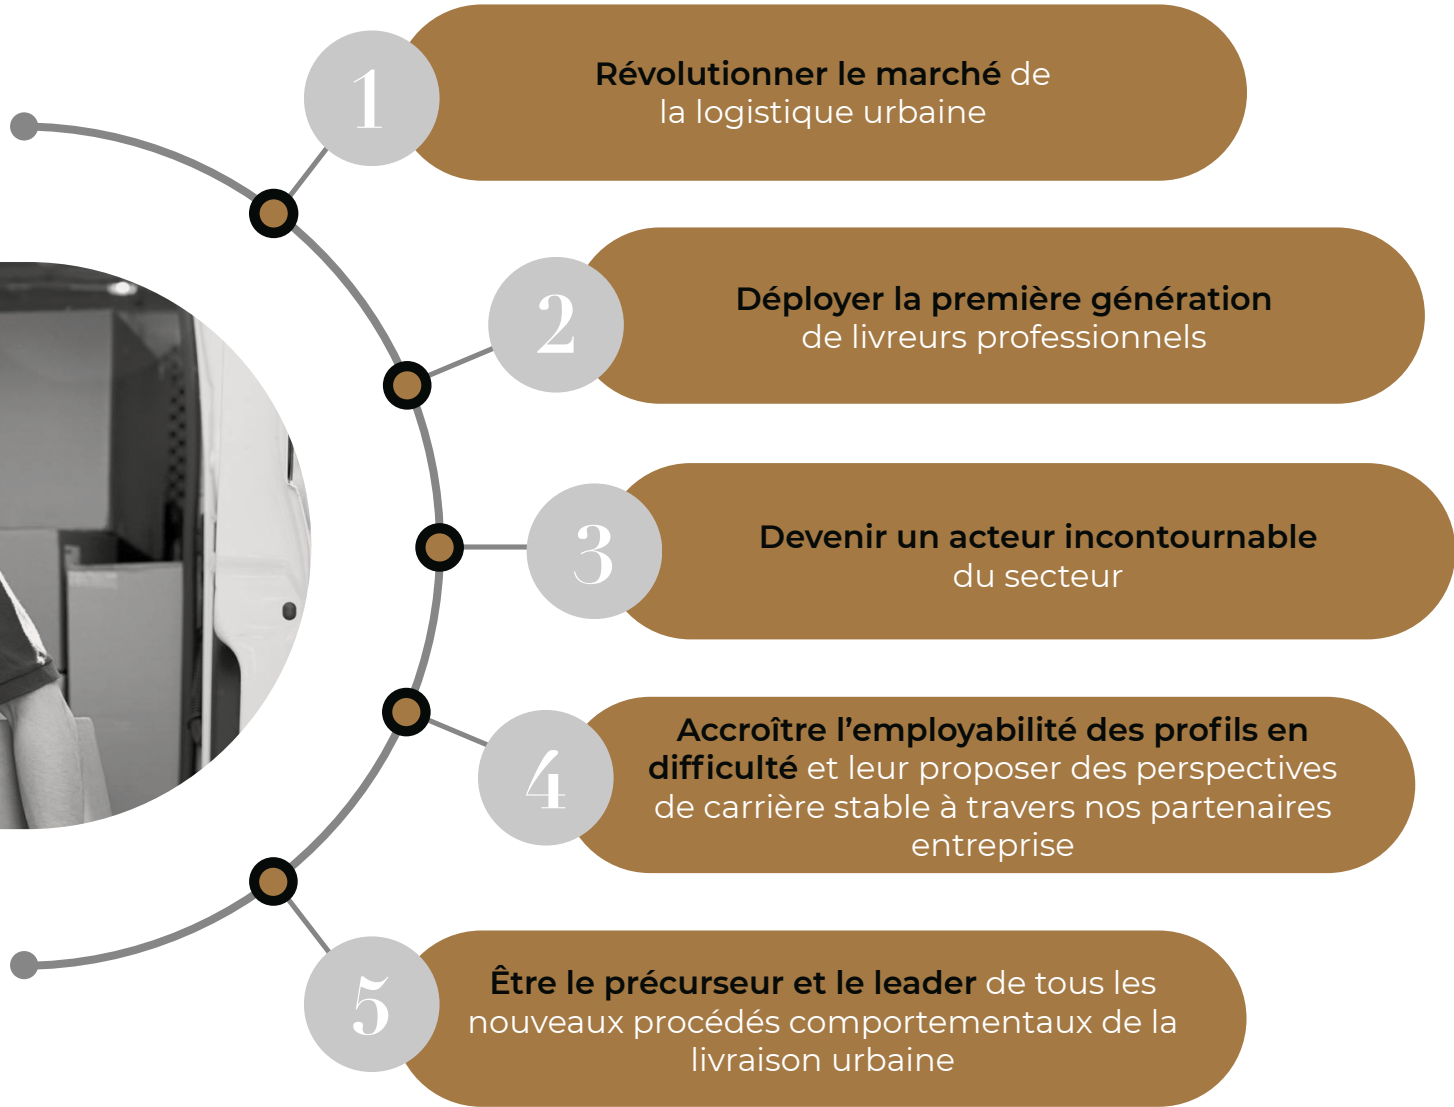 1
Révolutionner le marché de
la logistique urbaine
2
Déployer la première génération
de livreurs professionnels
3
Devenir un acteur incontournable
du secteur
4
Accroître l’employabilité des profils en
difficulté et leur proposer des perspectives
de carrière stable à travers nos partenaires
entreprise
5
Être le précurseur et le leader de tous les
nouveaux procédés comportementaux de la
livraison urbaine